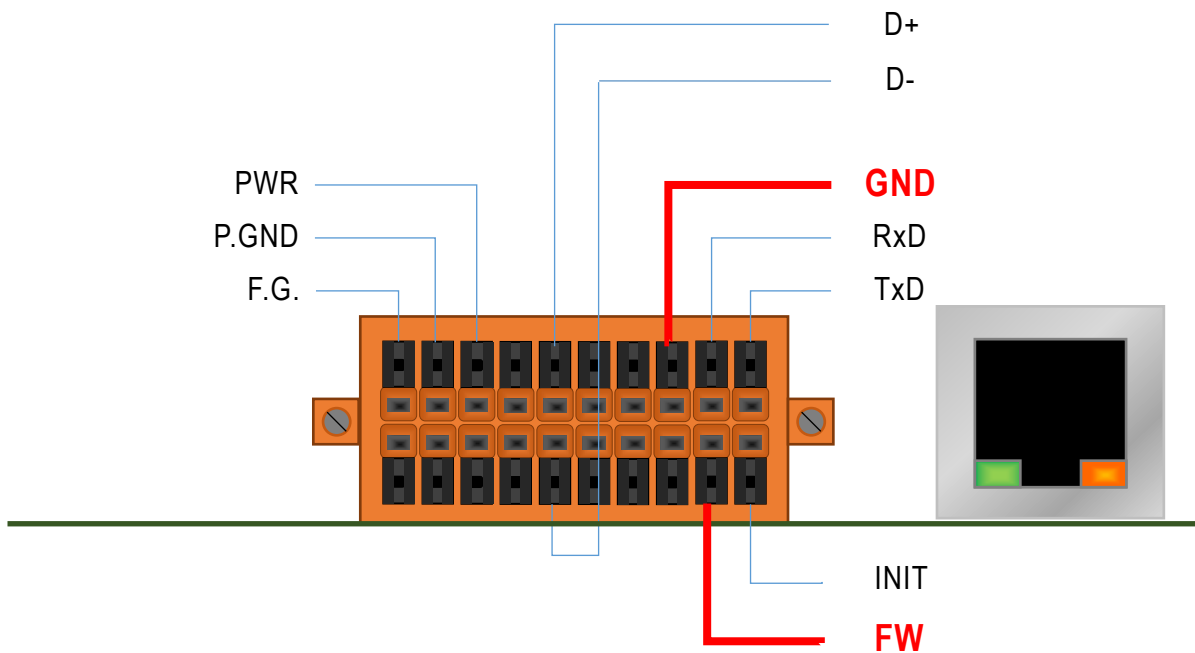 D+
D-
PWR
GND
P.GND
RxD
F.G.
TxD
INIT
FW